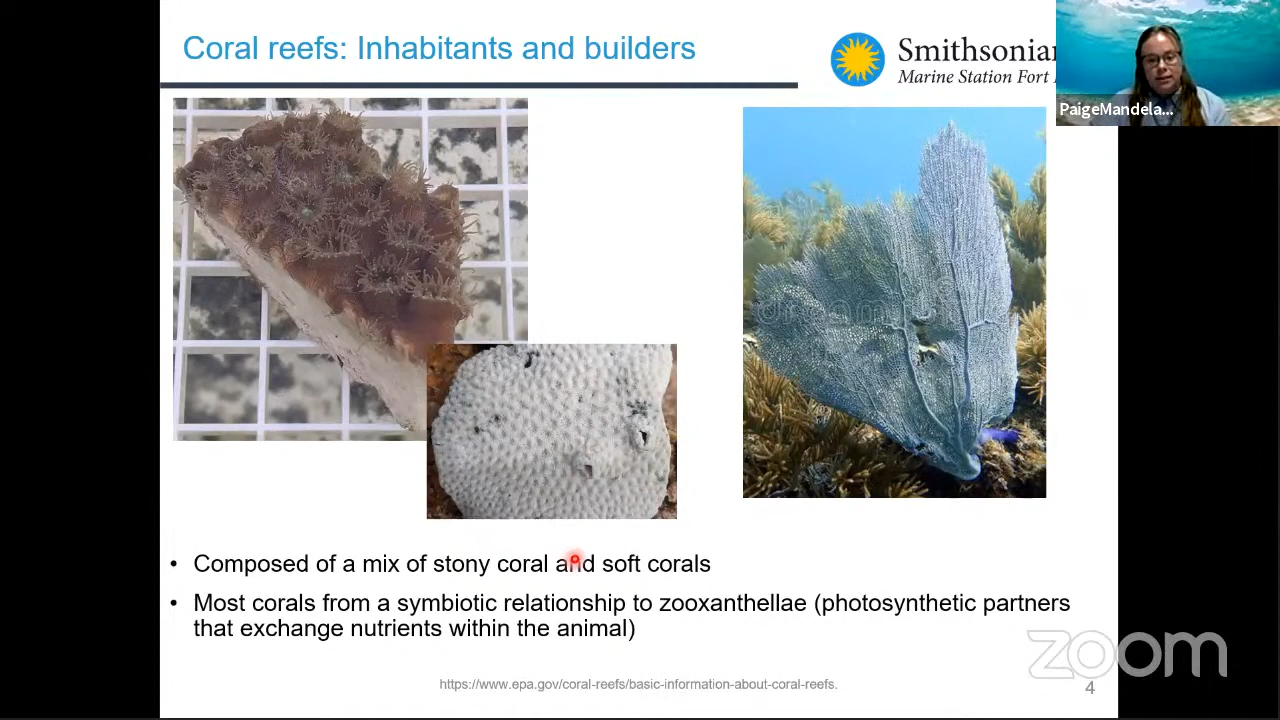 Coral reefs: Inhabitants and builders
Smithsonian
Marine Station Fort
PaigeMandela...
dreamstime
• Composed of a mix of stony coral and soft corals
• Most corals from a symbiotic relationship to zooxanthellae (photosynthetic partners
that exchange nutrients within the animal)
zoom
https://www.epa.gov/coral-reefs/basic-information-about-coral-reefs.
4